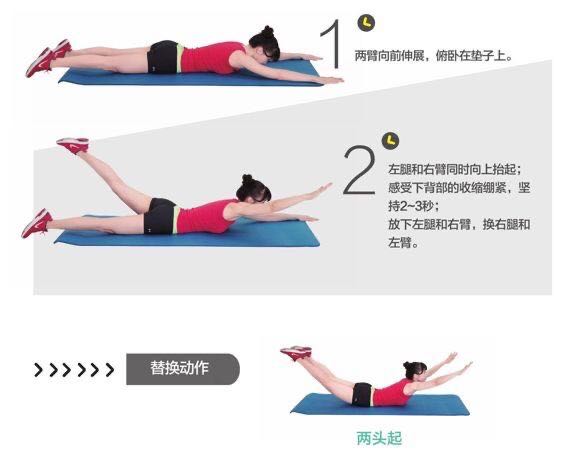 1
两臂向前伸展，俯卧在垫子上。
2
左腿和右臂同时向上抬起；
感受下背部的收缩绷紧，坚
持2~3秒；
放下左腿和右臂，换右腿和
左臂。
替换动作
两头起